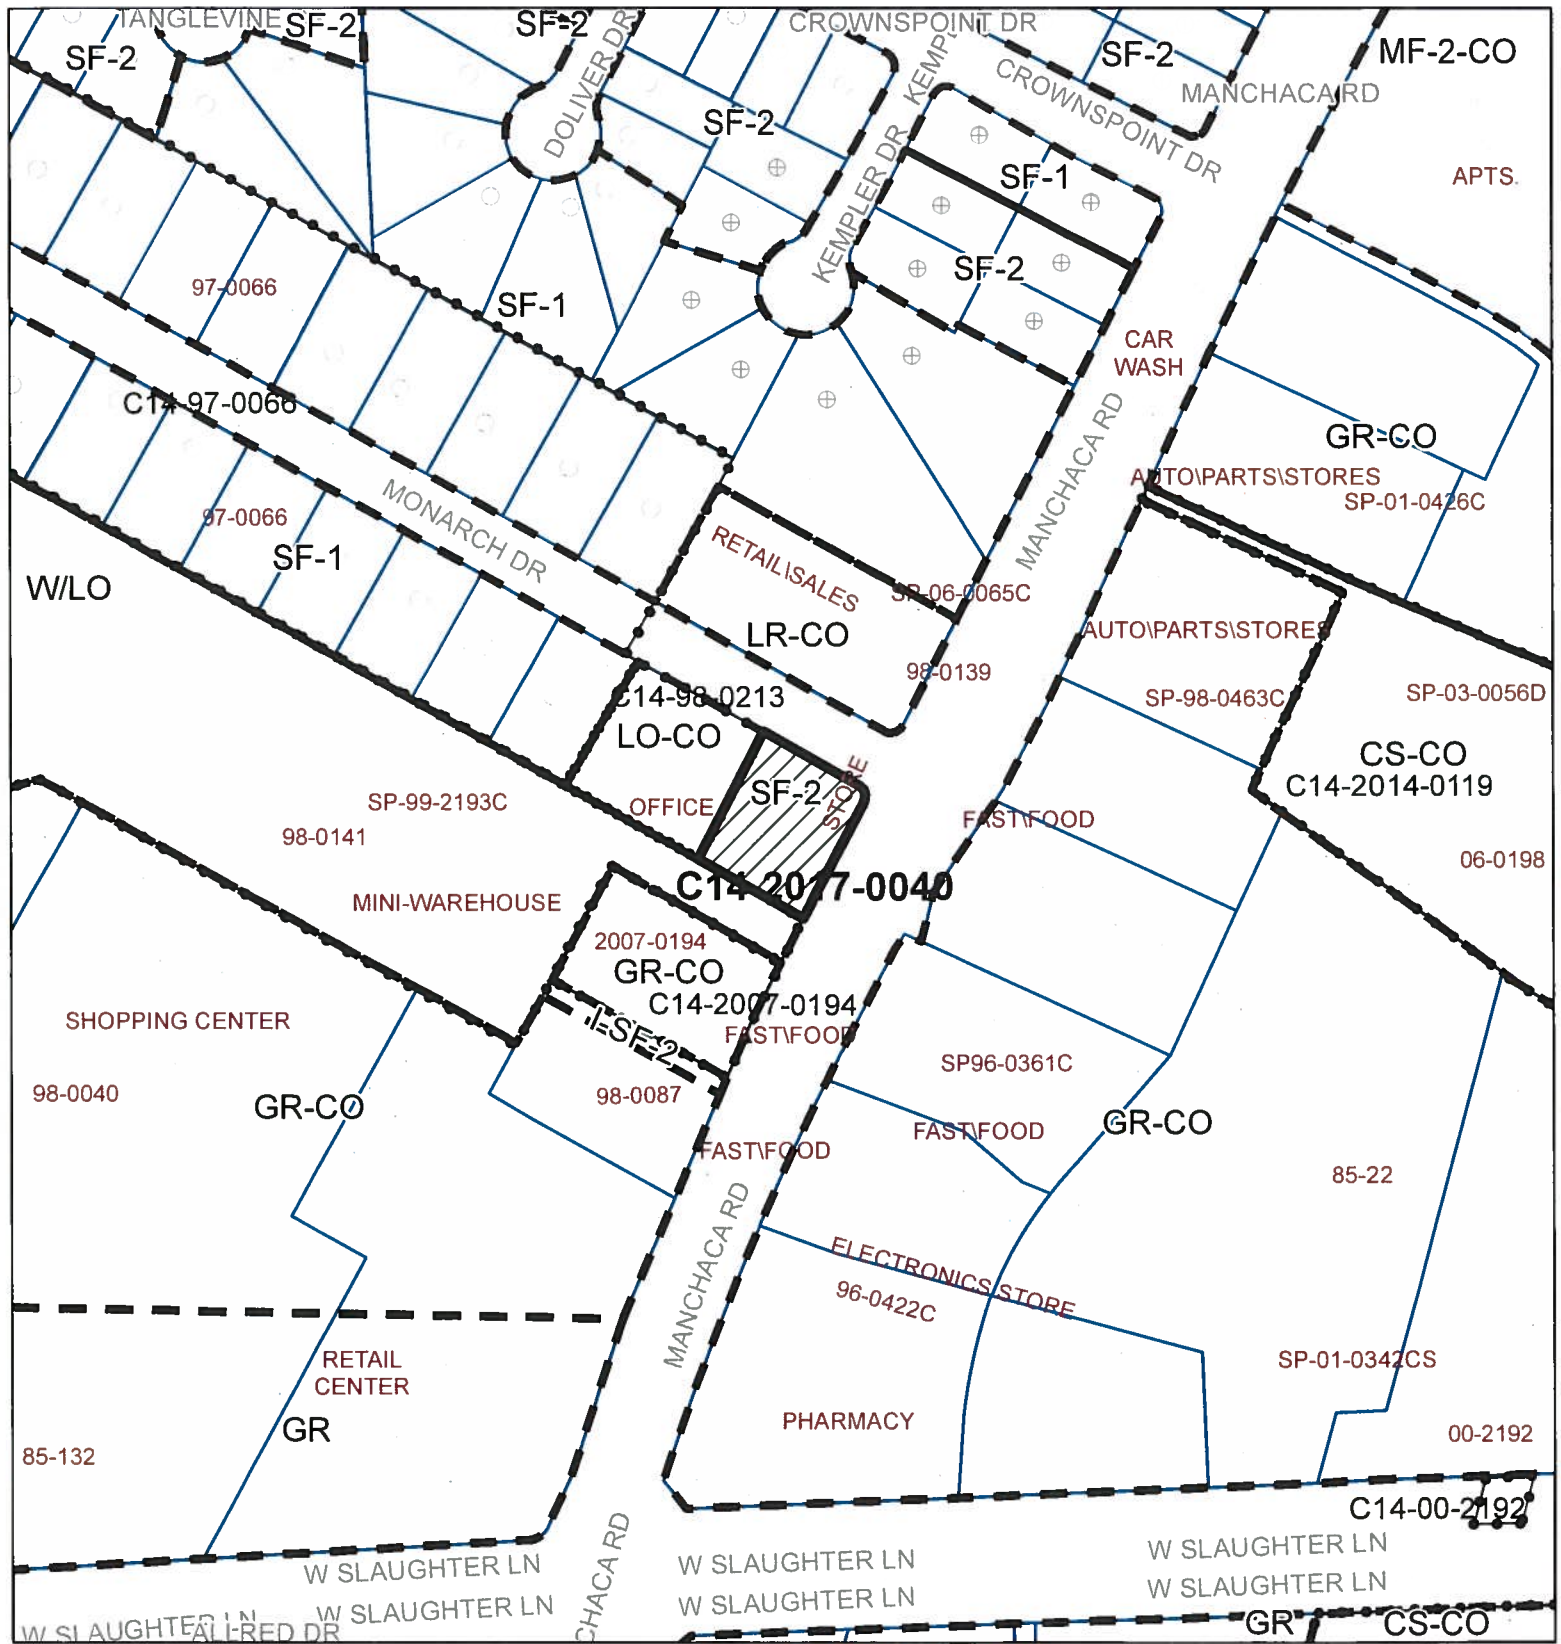 TANGLEVINE
SF-2
SF-2
CROWNSPOINT DR
SF-2
SF-2
MF-2-CO
DOLIVER DR
KEMPL
CROWNSPOINT DR
MANCHACA RD
SF-2
KEMPLER DR
SF-1
APTS.
SF-2
97-0066
SF-1
CAR
WASH
C14-97-0066
MANCHACA RD
GR-CO
AUTO\PARTS\STORES
SP-01-0426C
MONARCH DR
97-0066
SF-1
RETAIL\SALES
W/LO
SP-06-0065C
LR-CO
AUTO\PARTS\STORES
98-0139
C14-98-0213
SP-98-0463C
SP-03-0056D
LO-CO
CS-CO
C14-2014-0119
SF-2
STORE
SP-99-2193C
OFFICE
FAST\FOOD
98-0141
06-0198
C14-2017-0040
MINI-WAREHOUSE
2007-0194
GR-CO
C14-2007-0194
SHOPPING CENTER
I-SF-2
FAST\FOOD
SP96-0361C
98-0040
98-0087
GR-CO
GR-CO
FAST\FOOD
FAST\FOOD
85-22
MANCHACA RD
ELECTRONICS STORE
96-0422C
RETAIL
CENTER
SP-01-0342CS
GR
PHARMACY
85-132
00-2192
C14-00-2192
W SLAUGHTER LN
W SLAUGHTER LN
W SLAUGHTER LN
CHACA RD
W SLAUGHTER LN
W SLAUGHTER LN
W SLAUGHTER LN
W SLAUGHTER LN
ALLRED DR
GR
CS-CO